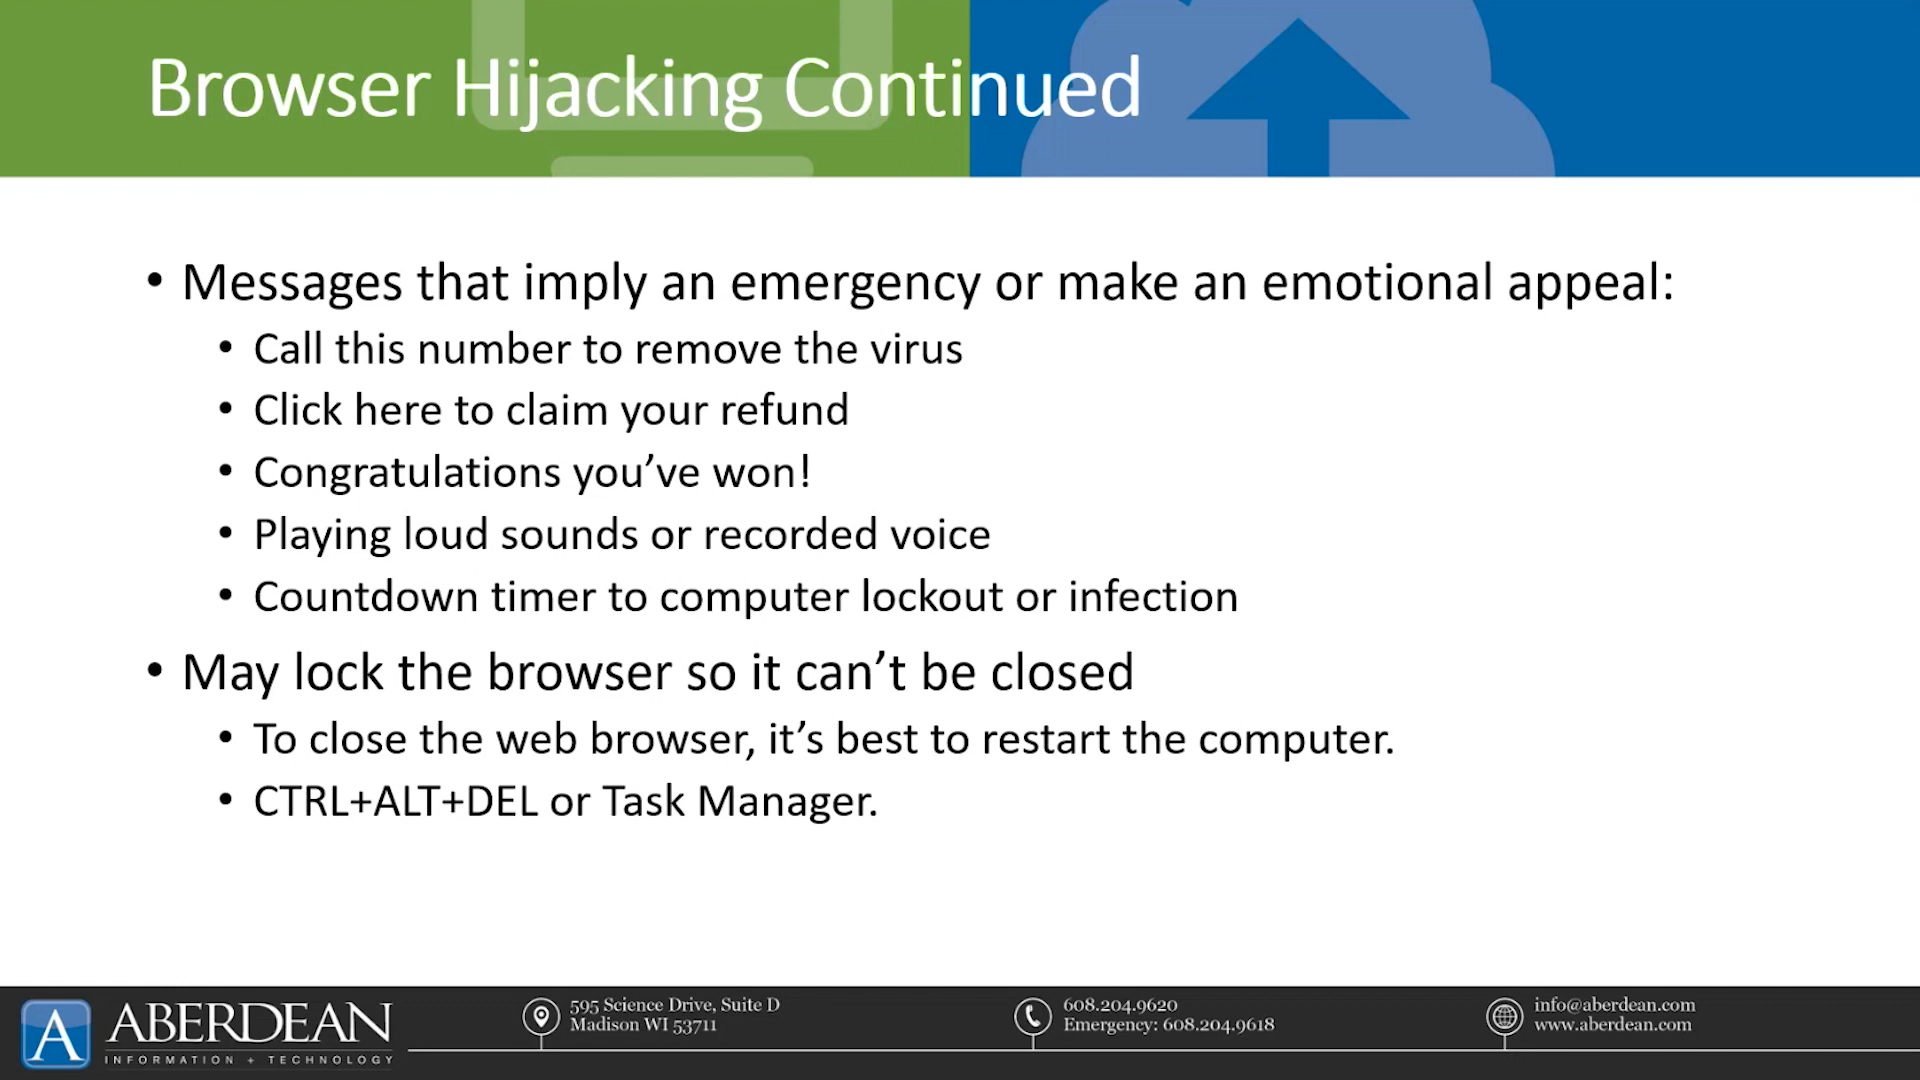 Browser Hijacking Continued
• Messages that imply an emergency or make an emotional appeal:
• Call this number to remove the virus
• Click here to claim your refund
• Congratulations you’ve won!
• Playing loud sounds or recorded voice
• Countdown timer to computer lockout or infection
• May lock the browser so it can’t be closed
• To close the web browser, it’s best to restart the computer.
• CTRL+ALT+DEL or Task Manager.
A ABERDEAN
INFORMATION + TECHNOLOGY
595 Science Drive, Suite D
Madison WI 53711
608.204.9620
Emergency: 608.204.9618
info@aberdean.com
www.aberdean.com